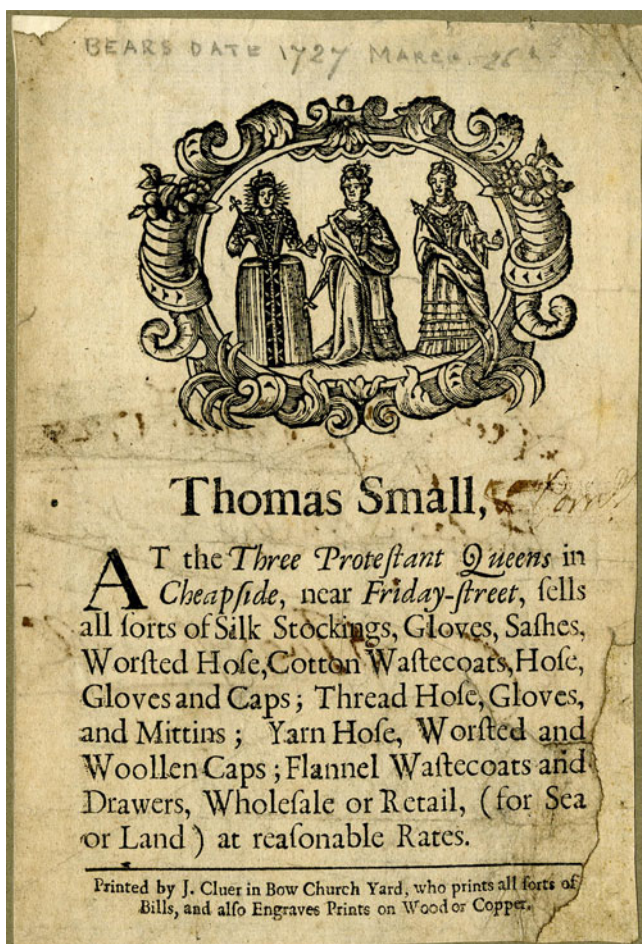 BEARS DATE 1727 MARCH 26th
Thomas Small,
AT the Three Proteſtant Queens in
Cheapſide, near Friday-ſtreet, ſells
all ſorts of Silk Stockings, Gloves, Saſhes,
Worſted Hoſe, Cotton Waſtecoats, Hoſe,
Gloves and Caps; Thread Hoſe, Gloves,
and Mittins; Yarn Hoſe, Worſted and
Woollen Caps; Flannel Waſtecoats and
Drawers, Wholeſale or Retail, (for Sea
or Land) at reaſonable Rates.
Printed by J. Cluer in Bow Church Yard, who prints all ſorts of
Bills, and alſo Engraves Prints on Wood or Copper.